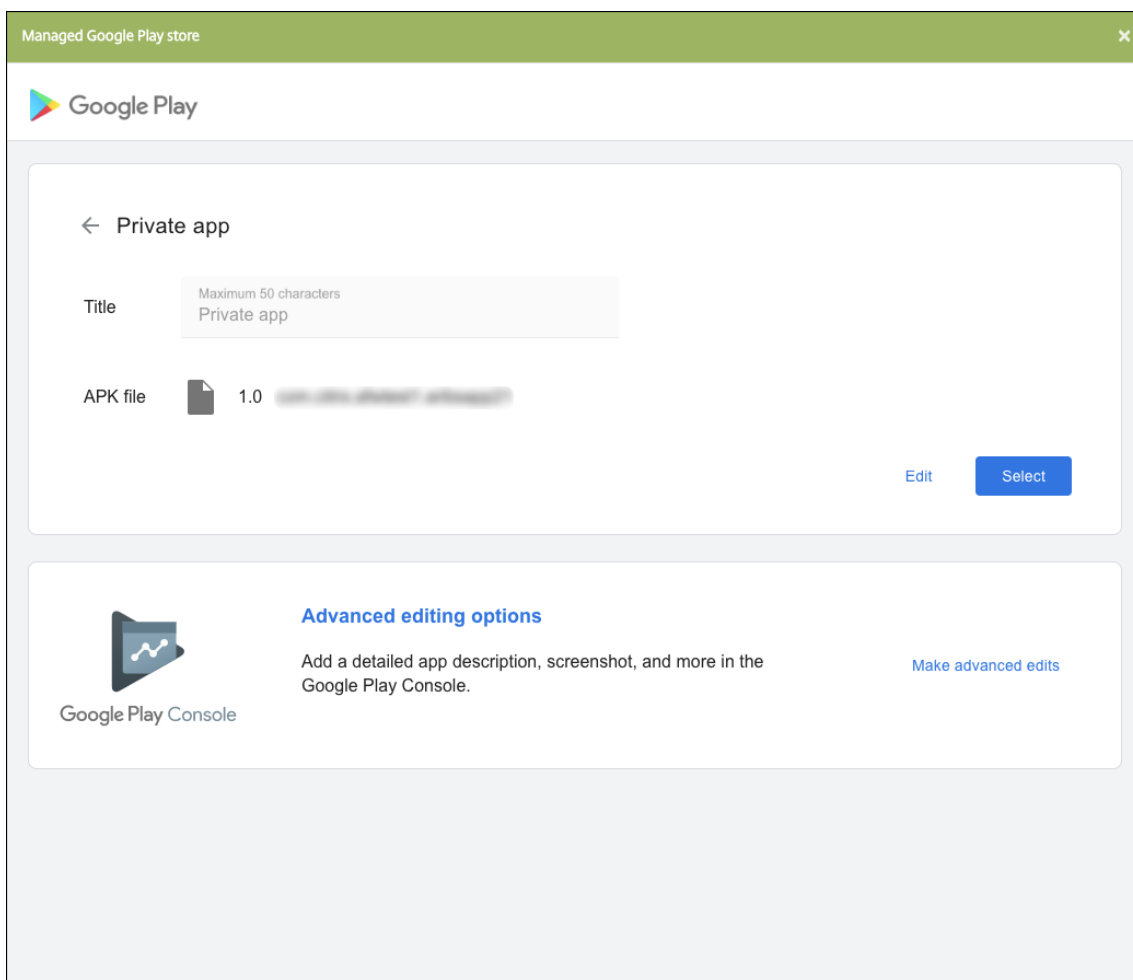 Managed Google Play store
Google Play
Private app
Title
Maximum 50 characters
Private app
APK file
1.0
Edit
Select
Advanced editing options
Add a detailed app description, screenshot, and more in the
Google Play Console.
Make advanced edits
Google Play Console